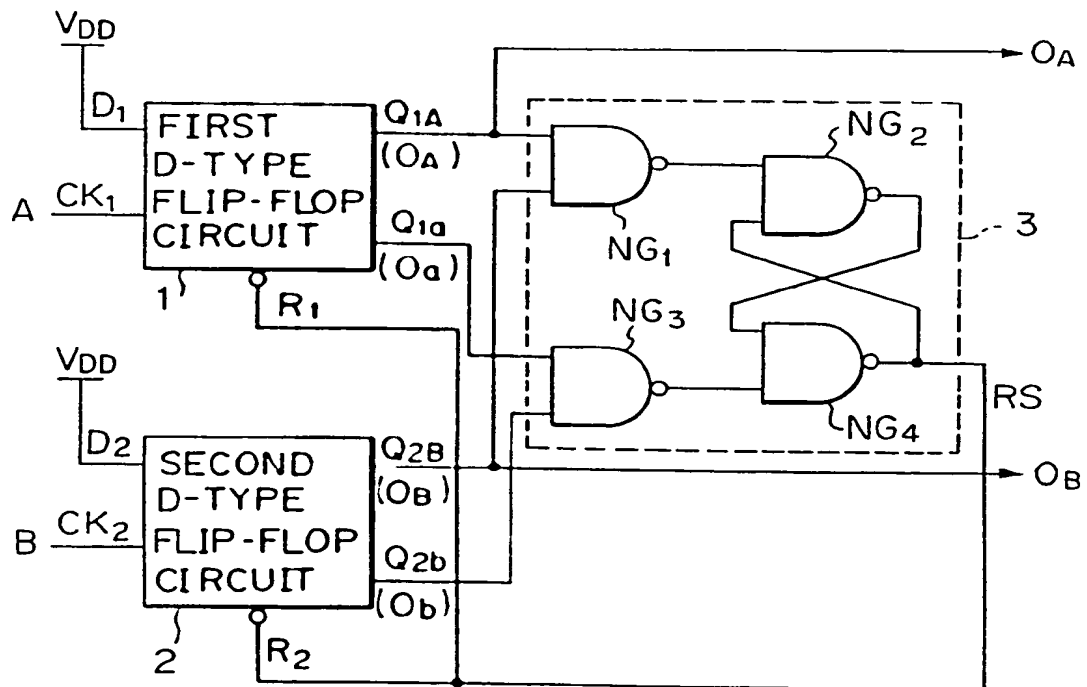 VDD
D1
A
CK1
FIRST
D-TYPE
FLIP-FLOP
CIRCUIT
1
R1
Q1A
(OA)
Q1a
(Oa)
OA
NG1
NG2
3
NG3
NG4
RS
VDD
D2
B
CK2
SECOND
D-TYPE
FLIP-FLOP
CIRCUIT
2
R2
Q2B
(OB)
Q2b
(Ob)
OB